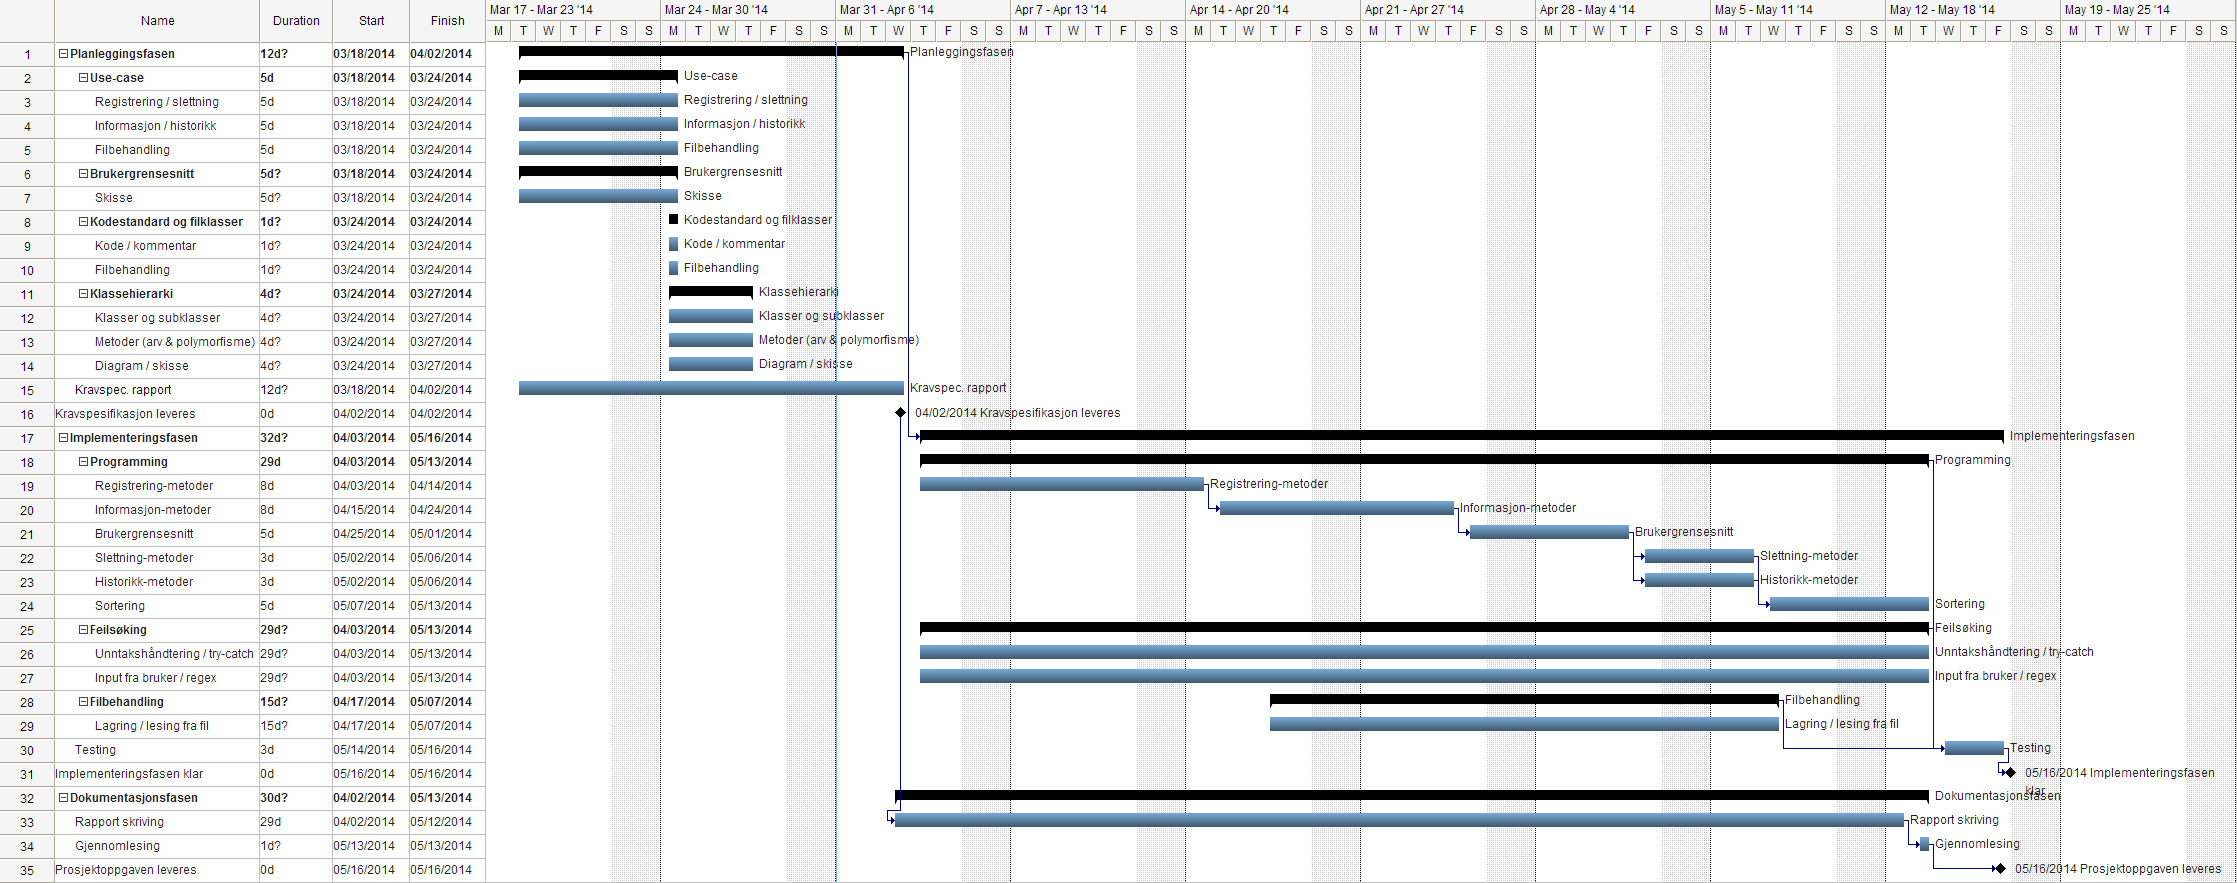 Name Duration Start Finish
Mar 17 - Mar 23 '14 Mar 24 - Mar 30 '14 Mar 31 - Apr 6 '14 Apr 7 - Apr 13 '14 Apr 14 - Apr 20 '14 Apr 21 - Apr 27 '14 Apr 28 - May 4 '14 May 5 - May 11 '14 May 12 - May 18 '14 May 19 - May 25 '14
M T W T F S S M T W T F S S M T W T F S S M T W T F S S M T W T F S S M T W T F S S M T W T F S S M T W T F S S M T W T F S S M T W T F S S
1 Planleggingsfasen 12d? 03/18/2014 04/02/2014 Planleggingsfasen
2 Use-case 5d 03/18/2014 03/24/2014 Use-case
3 Registrering / slettning 5d 03/18/2014 03/24/2014 Registrering / slettning
4 Informasjon / historikk 5d 03/18/2014 03/24/2014 Informasjon / historikk
5 Filbehandling 5d 03/18/2014 03/24/2014 Filbehandling
6 Brukergrensesnitt 5d? 03/18/2014 03/24/2014 Brukergrensesnitt
7 Skisse 5d? 03/18/2014 03/24/2014 Skisse
8 Kodestandard og filklasser 1d? 03/24/2014 03/24/2014 Kodestandard og filklasser
9 Kode / kommentar 1d? 03/24/2014 03/24/2014 Kode / kommentar
10 Filbehandling 1d? 03/24/2014 03/24/2014 Filbehandling
11 Klassehierarki 4d? 03/24/2014 03/27/2014 Klassehierarki
12 Klasser og subklasser 4d? 03/24/2014 03/27/2014 Klasser og subklasser
13 Metoder (arv & polymorfisme) 4d? 03/24/2014 03/27/2014 Metoder (arv & polymorfisme)
14 Diagram / skisse 4d? 03/24/2014 03/27/2014 Diagram / skisse
15 Kravspec. rapport 12d? 03/18/2014 04/02/2014 Kravspec. rapport
16 Kravspesifikasjon leveres 0d 04/02/2014 04/02/2014 04/02/2014 Kravspesifikasjon leveres
17 Implementeringsfasen 32d? 04/03/2014 05/16/2014 Implementeringsfasen
18 Programming 29d 04/03/2014 05/13/2014 Programming
19 Registrering-metoder 8d 04/03/2014 04/14/2014 Registrering-metoder
20 Informasjon-metoder 8d 04/15/2014 04/24/2014 Informasjon-metoder
21 Brukergrensesnitt 5d 04/25/2014 05/01/2014 Brukergrensesnitt
22 Slettning-metoder 3d 05/02/2014 05/06/2014 Slettning-metoder
23 Historikk-metoder 3d 05/02/2014 05/06/2014 Historikk-metoder
24 Sortering 5d 05/07/2014 05/13/2014 Sortering
25 Feilsøking 29d? 04/03/2014 05/13/2014 Feilsøking
26 Unntakshåndtering / try-catch 29d? 04/03/2014 05/13/2014 Unntakshåndtering / try-catch
27 Input fra bruker / regex 29d? 04/03/2014 05/13/2014 Input fra bruker / regex
28 Filbehandling 15d? 04/17/2014 05/07/2014 Filbehandling
29 Lagring / lesing fra fil 15d? 04/17/2014 05/07/2014 Lagring / lesing fra fil
30 Testing 3d 05/14/2014 05/16/2014 Testing
31 Implementeringsfasen klar 0d 05/16/2014 05/16/2014 05/16/2014 Implementeringsfasen
klar
32 Dokumentasjonsfasen 30d? 04/02/2014 05/13/2014 Dokumentasjonsfasen
33 Rapport skriving 29d 04/02/2014 05/12/2014 Rapport skriving
34 Gjennomlesing 1d? 05/13/2014 05/13/2014 Gjennomlesing
35 Prosjektoppgaven leveres 0d 05/16/2014 05/16/2014 05/16/2014 Prosjektoppgaven leveres